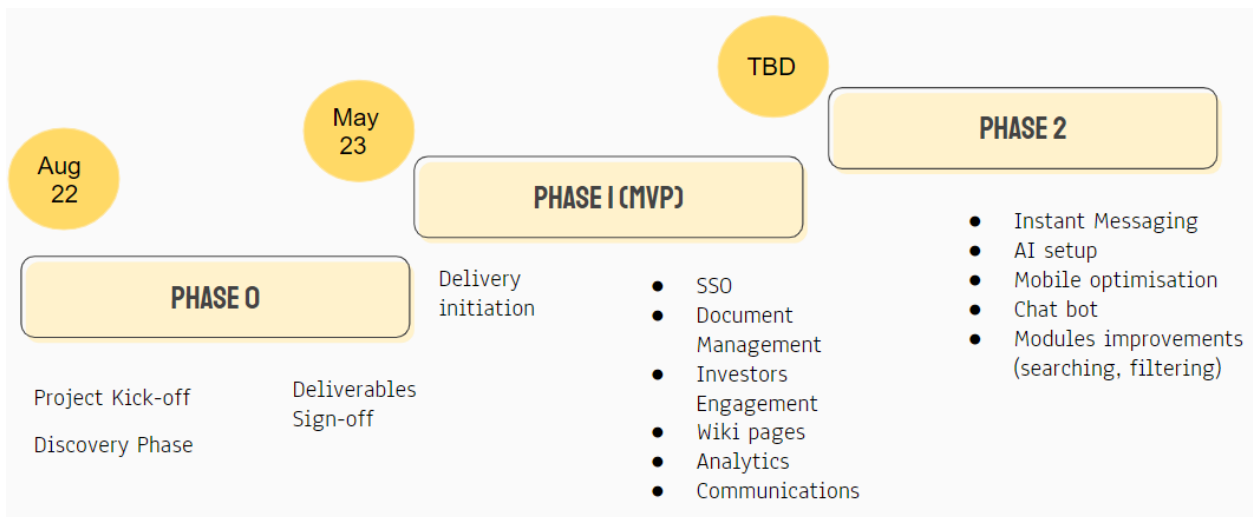 Aug
22
PHASE 0
Project Kick-off
Discovery Phase
Deliverables
Sign-off
May
23
PHASE 1 (MVP)
Delivery
initiation
● SSO
● Document
Management
● Investors
Engagement
● Wiki pages
● Analytics
● Communications
TBD
PHASE 2
● Instant Messaging
● AI setup
● Mobile optimisation
● Chat bot
● Modules improvements
(searching, filtering)